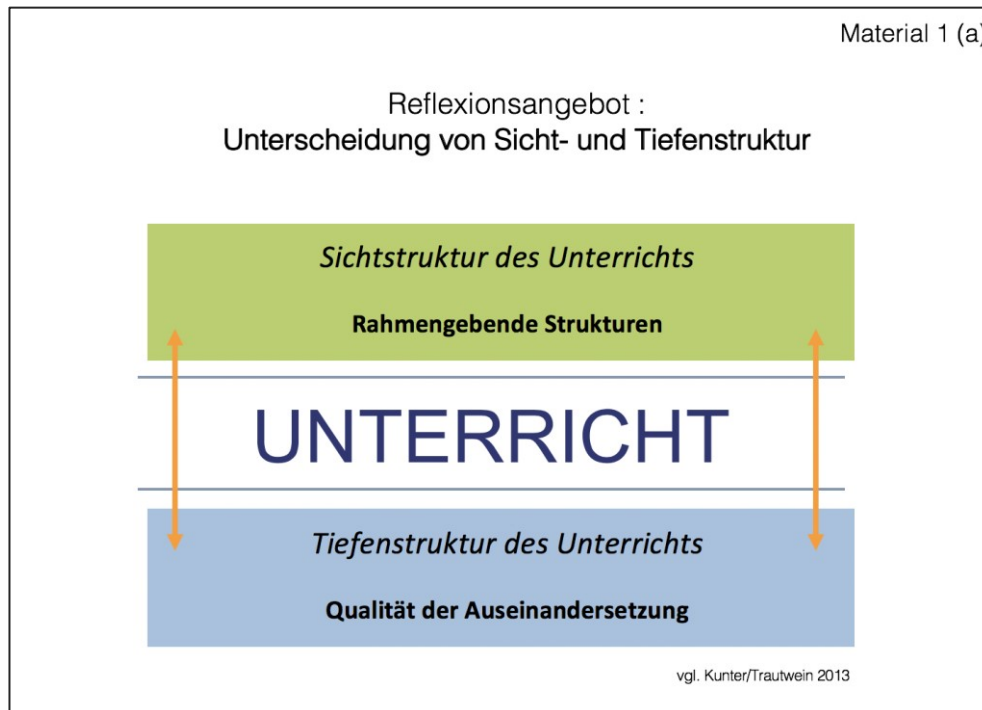 Material 1 (a)
Reflexionsangebot :
Unterscheidung von Sicht- und Tiefenstruktur
Sichtstruktur des Unterrichts
Rahmengebende Strukturen
UNTERRICHT
Tiefenstruktur des Unterrichts
Qualität der Auseinandersetzung
vgl. Kunter/Trautwein 2013